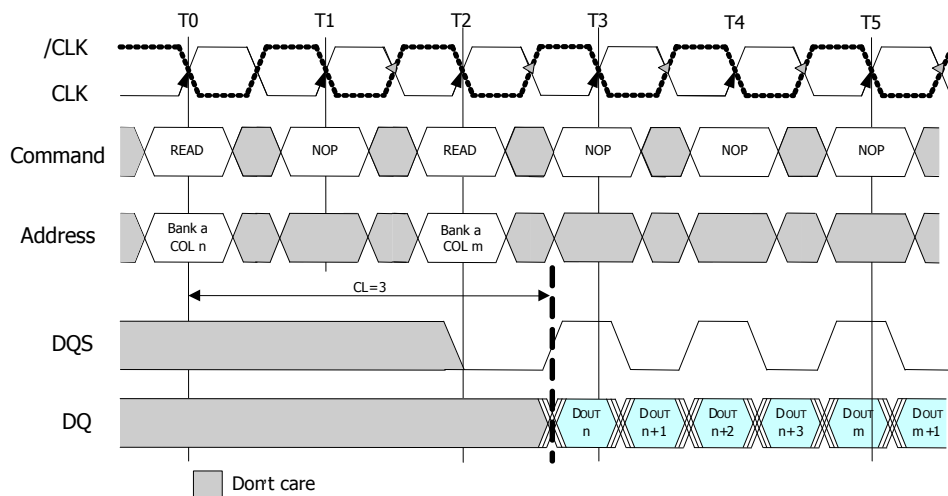 T0 T1 T2 T3 T4 T5
/CLK
CLK
Command READ NOP READ NOP NOP NOP
Address Bank a COL n Bank a COL m
CL=3
DQS
DQ DOUT n DOUT n+1 DOUT n+2 DOUT n+3 DOUT m DOUT m+1
Don't care